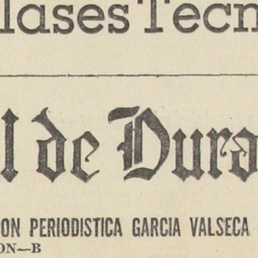 lases Tecn
l de Dura
ON PERIODISTICA GARCIA VALSECA
ON—B